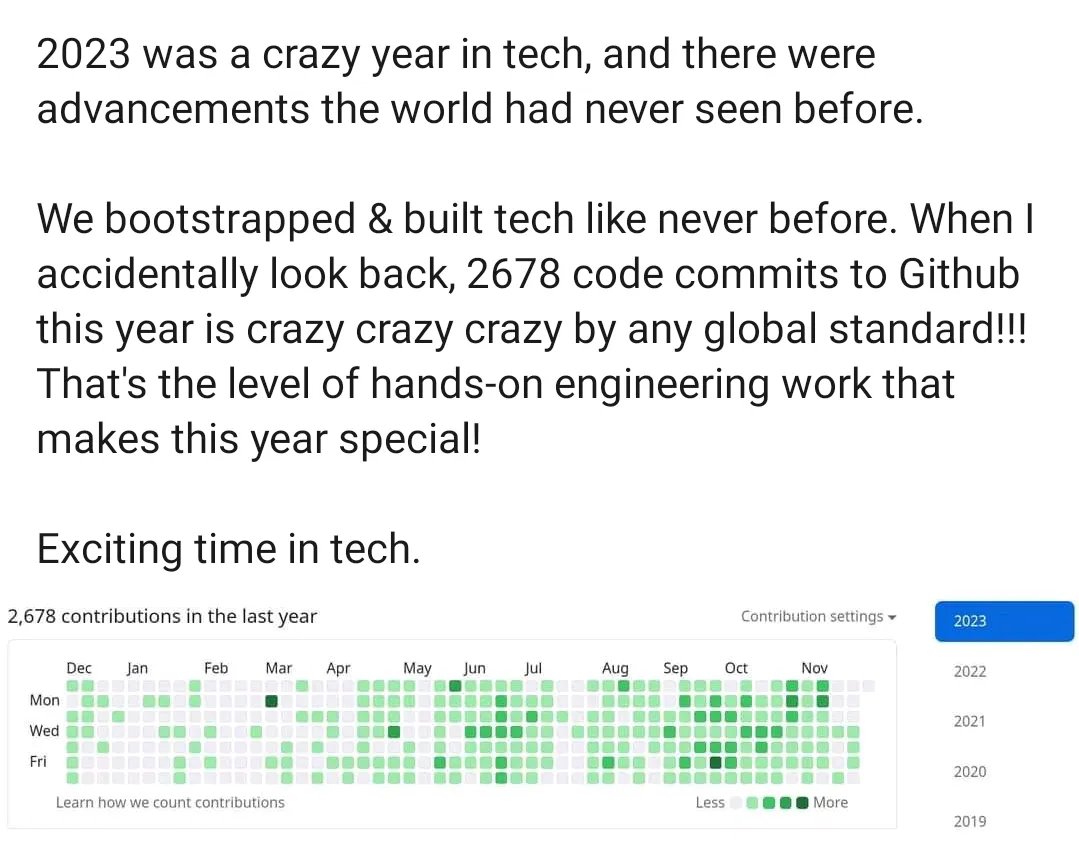 2023 was a crazy year in tech, and there were
advancements the world had never seen before.
We bootstrapped & built tech like never before. When I
accidentally look back, 2678 code commits to Github
this year is crazy crazy crazy by any global standard!!!
That's the level of hands-on engineering work that
makes this year special!
Exciting time in tech.
2,678 contributions in the last year
Contribution settings
2023
2022
2021
2020
2019
Dec Jan Feb Mar Apr May Jun Jul Aug Sep Oct Nov
Mon
Wed
Fri
Learn how we count contributions
Less More